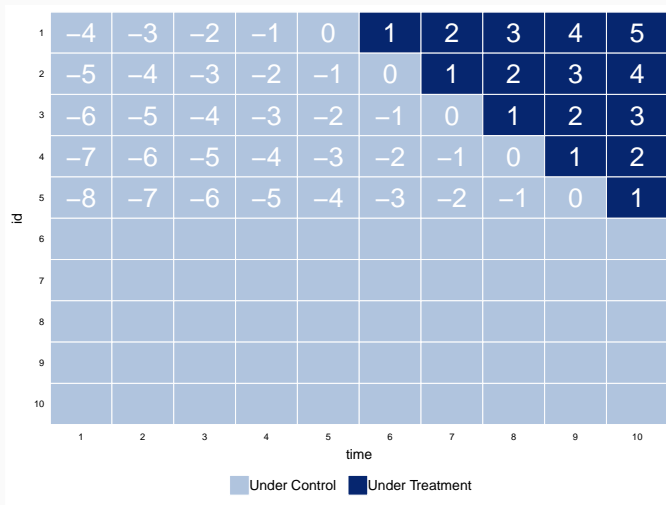 1 –4 –3 –2 –1 0 1 2 3 4 5
2 –5 –4 –3 –2 –1 0 1 2 3 4
3 –6 –5 –4 –3 –2 –1 0 1 2 3
4 –7 –6 –5 –4 –3 –2 –1 0 1 2
5 –8 –7 –6 –5 –4 –3 –2 –1 0 1
id
6
7
8
9
10
1 2 3 4 5 6 7 8 9 10
time
Under Control Under Treatment